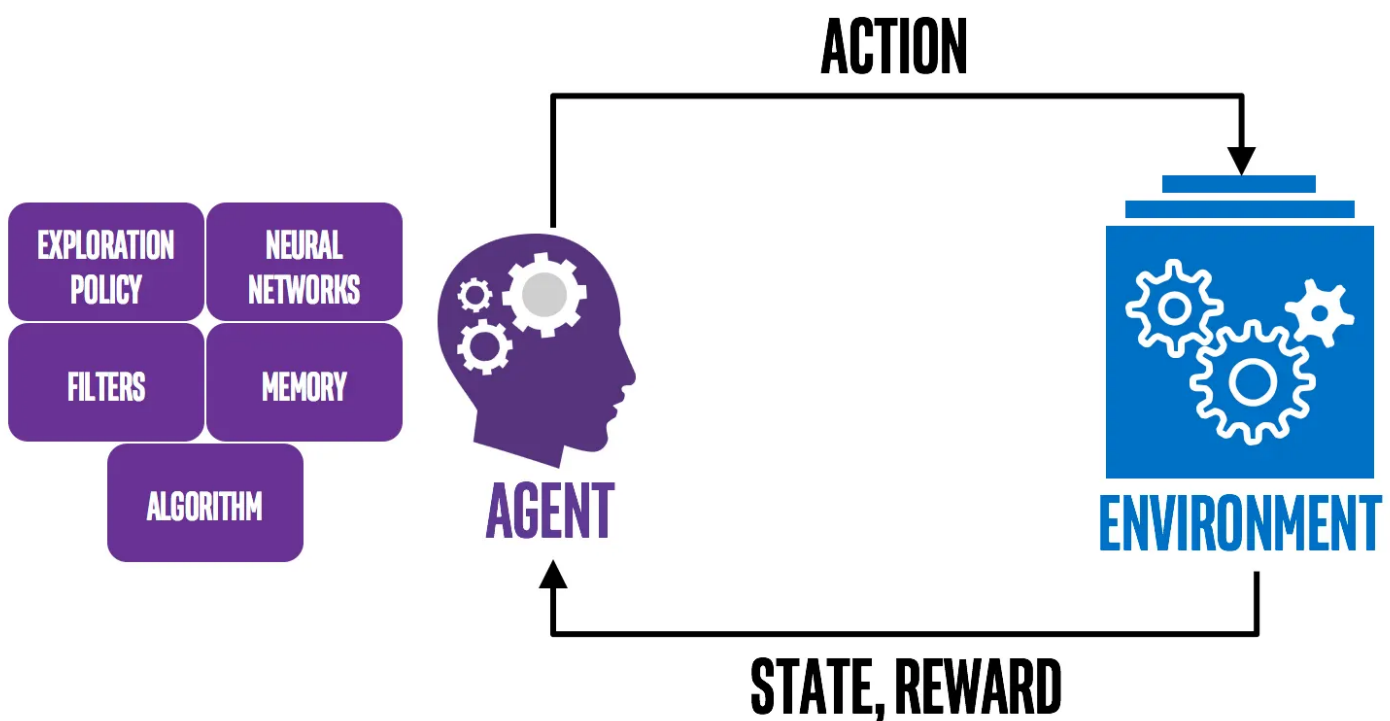 ACTION
EXPLORATION
POLICY
NEURAL
NETWORKS
FILTERS
MEMORY
ALGORITHM
AGENT
ENVIRONMENT
STATE, REWARD